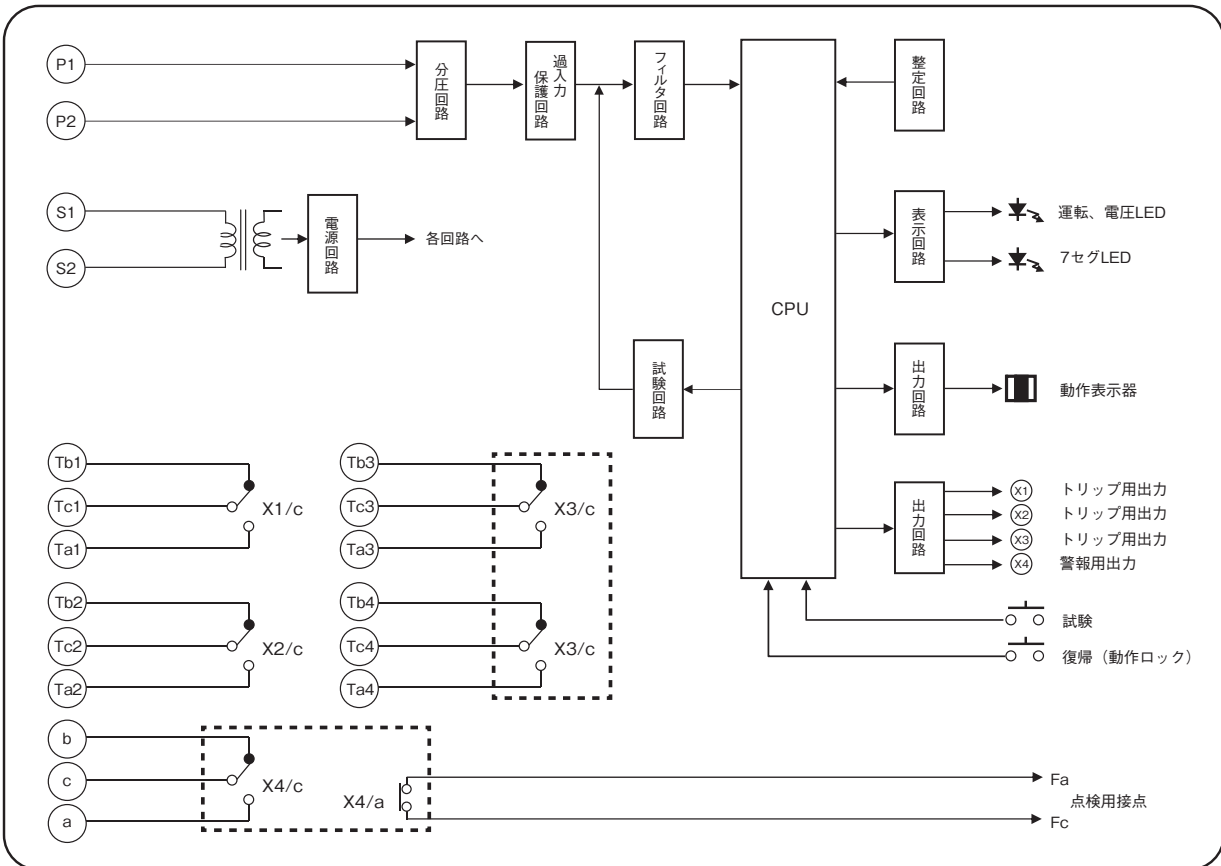 P1
P2
分圧回路
過入力
保護回路
フィルタ回路
整定回路
S1
S2
電源回路
各回路へ
CPU
表示回路
運転、電圧LED
7セグLED
試験回路
出力回路
動作表示器
出力回路
X1
トリップ用出力
X2
トリップ用出力
X3
トリップ用出力
X4
警報用出力
試験
復帰（動作ロック）
Tb1
Tc1
Ta1
X1/c
Tb3
Tc3
Ta3
X3/c
Tb2
Tc2
Ta2
X2/c
Tb4
Tc4
Ta4
X3/c
b
c
a
X4/c
X4/a
Fa
点検用接点
Fc